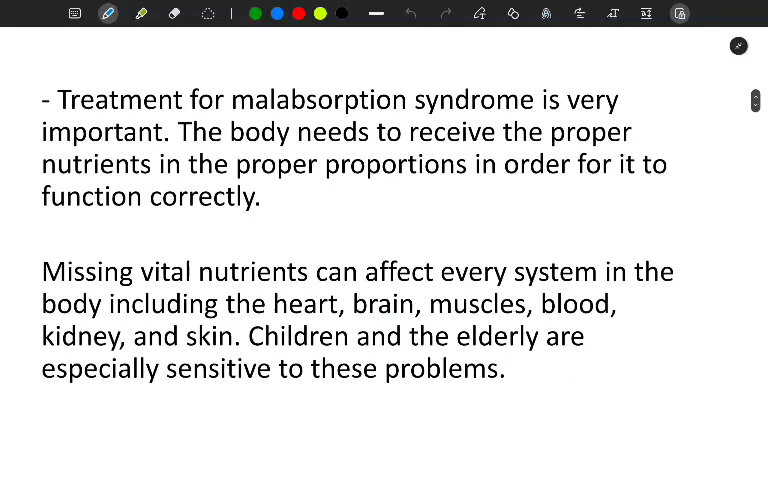 - Treatment for malabsorption syndrome is very
important. The body needs to receive the proper
nutrients in the proper proportions in order for it to
function correctly.
Missing vital nutrients can affect every system in the
body including the heart, brain, muscles, blood,
kidney, and skin. Children and the elderly are
especially sensitive to these problems.